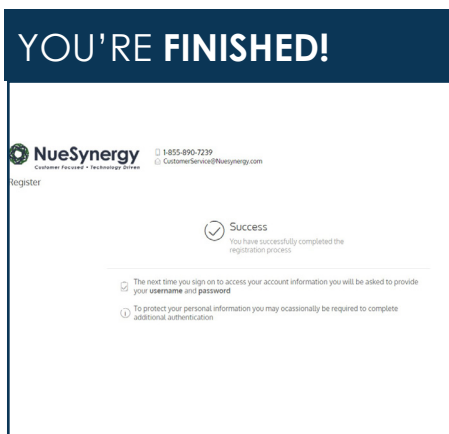 YOU’RE FINISHED!
NueSynergy
Customer Focused • Technology Driven
1-855-890-7239
CustomerService@Nuesynergy.com
Register
Success
You have successfully completed the
registration process
The next time you sign on to access your account information you will be asked to provide
your username and password
To protect your personal information you may ocassionally be required to complete
additional authentication